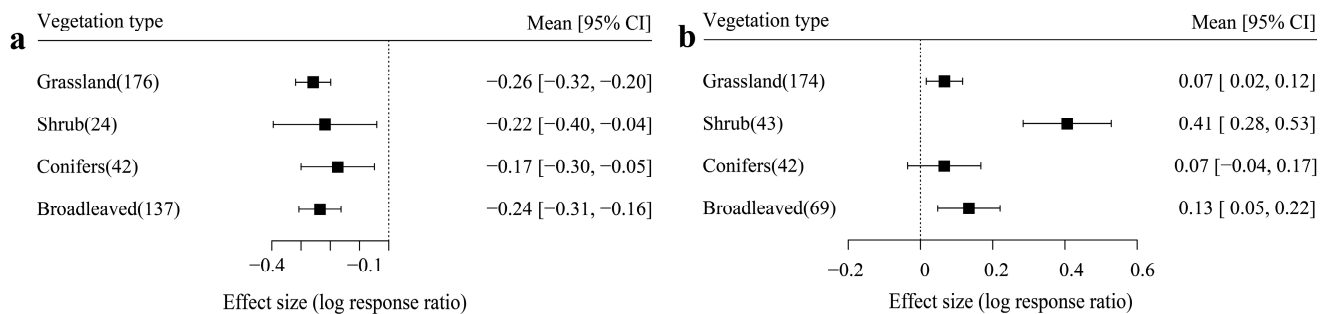 a
Vegetation type Mean [95% CI]
Grassland(176) −0.26 [−0.32, −0.20]
Shrub(24) −0.22 [−0.40, −0.04]
Conifers(42) −0.17 [−0.30, −0.05]
Broadleaved(137) −0.24 [−0.31, −0.16]
−0.4 −0.1
Effect size (log response ratio)
b
Vegetation type Mean [95% CI]
Grassland(174) 0.07 [ 0.02, 0.12]
Shrub(43) 0.41 [ 0.28, 0.53]
Conifers(42) 0.07 [−0.04, 0.17]
Broadleaved(69) 0.13 [ 0.05, 0.22]
−0.2 0 0.2 0.4 0.6
Effect size (log response ratio)